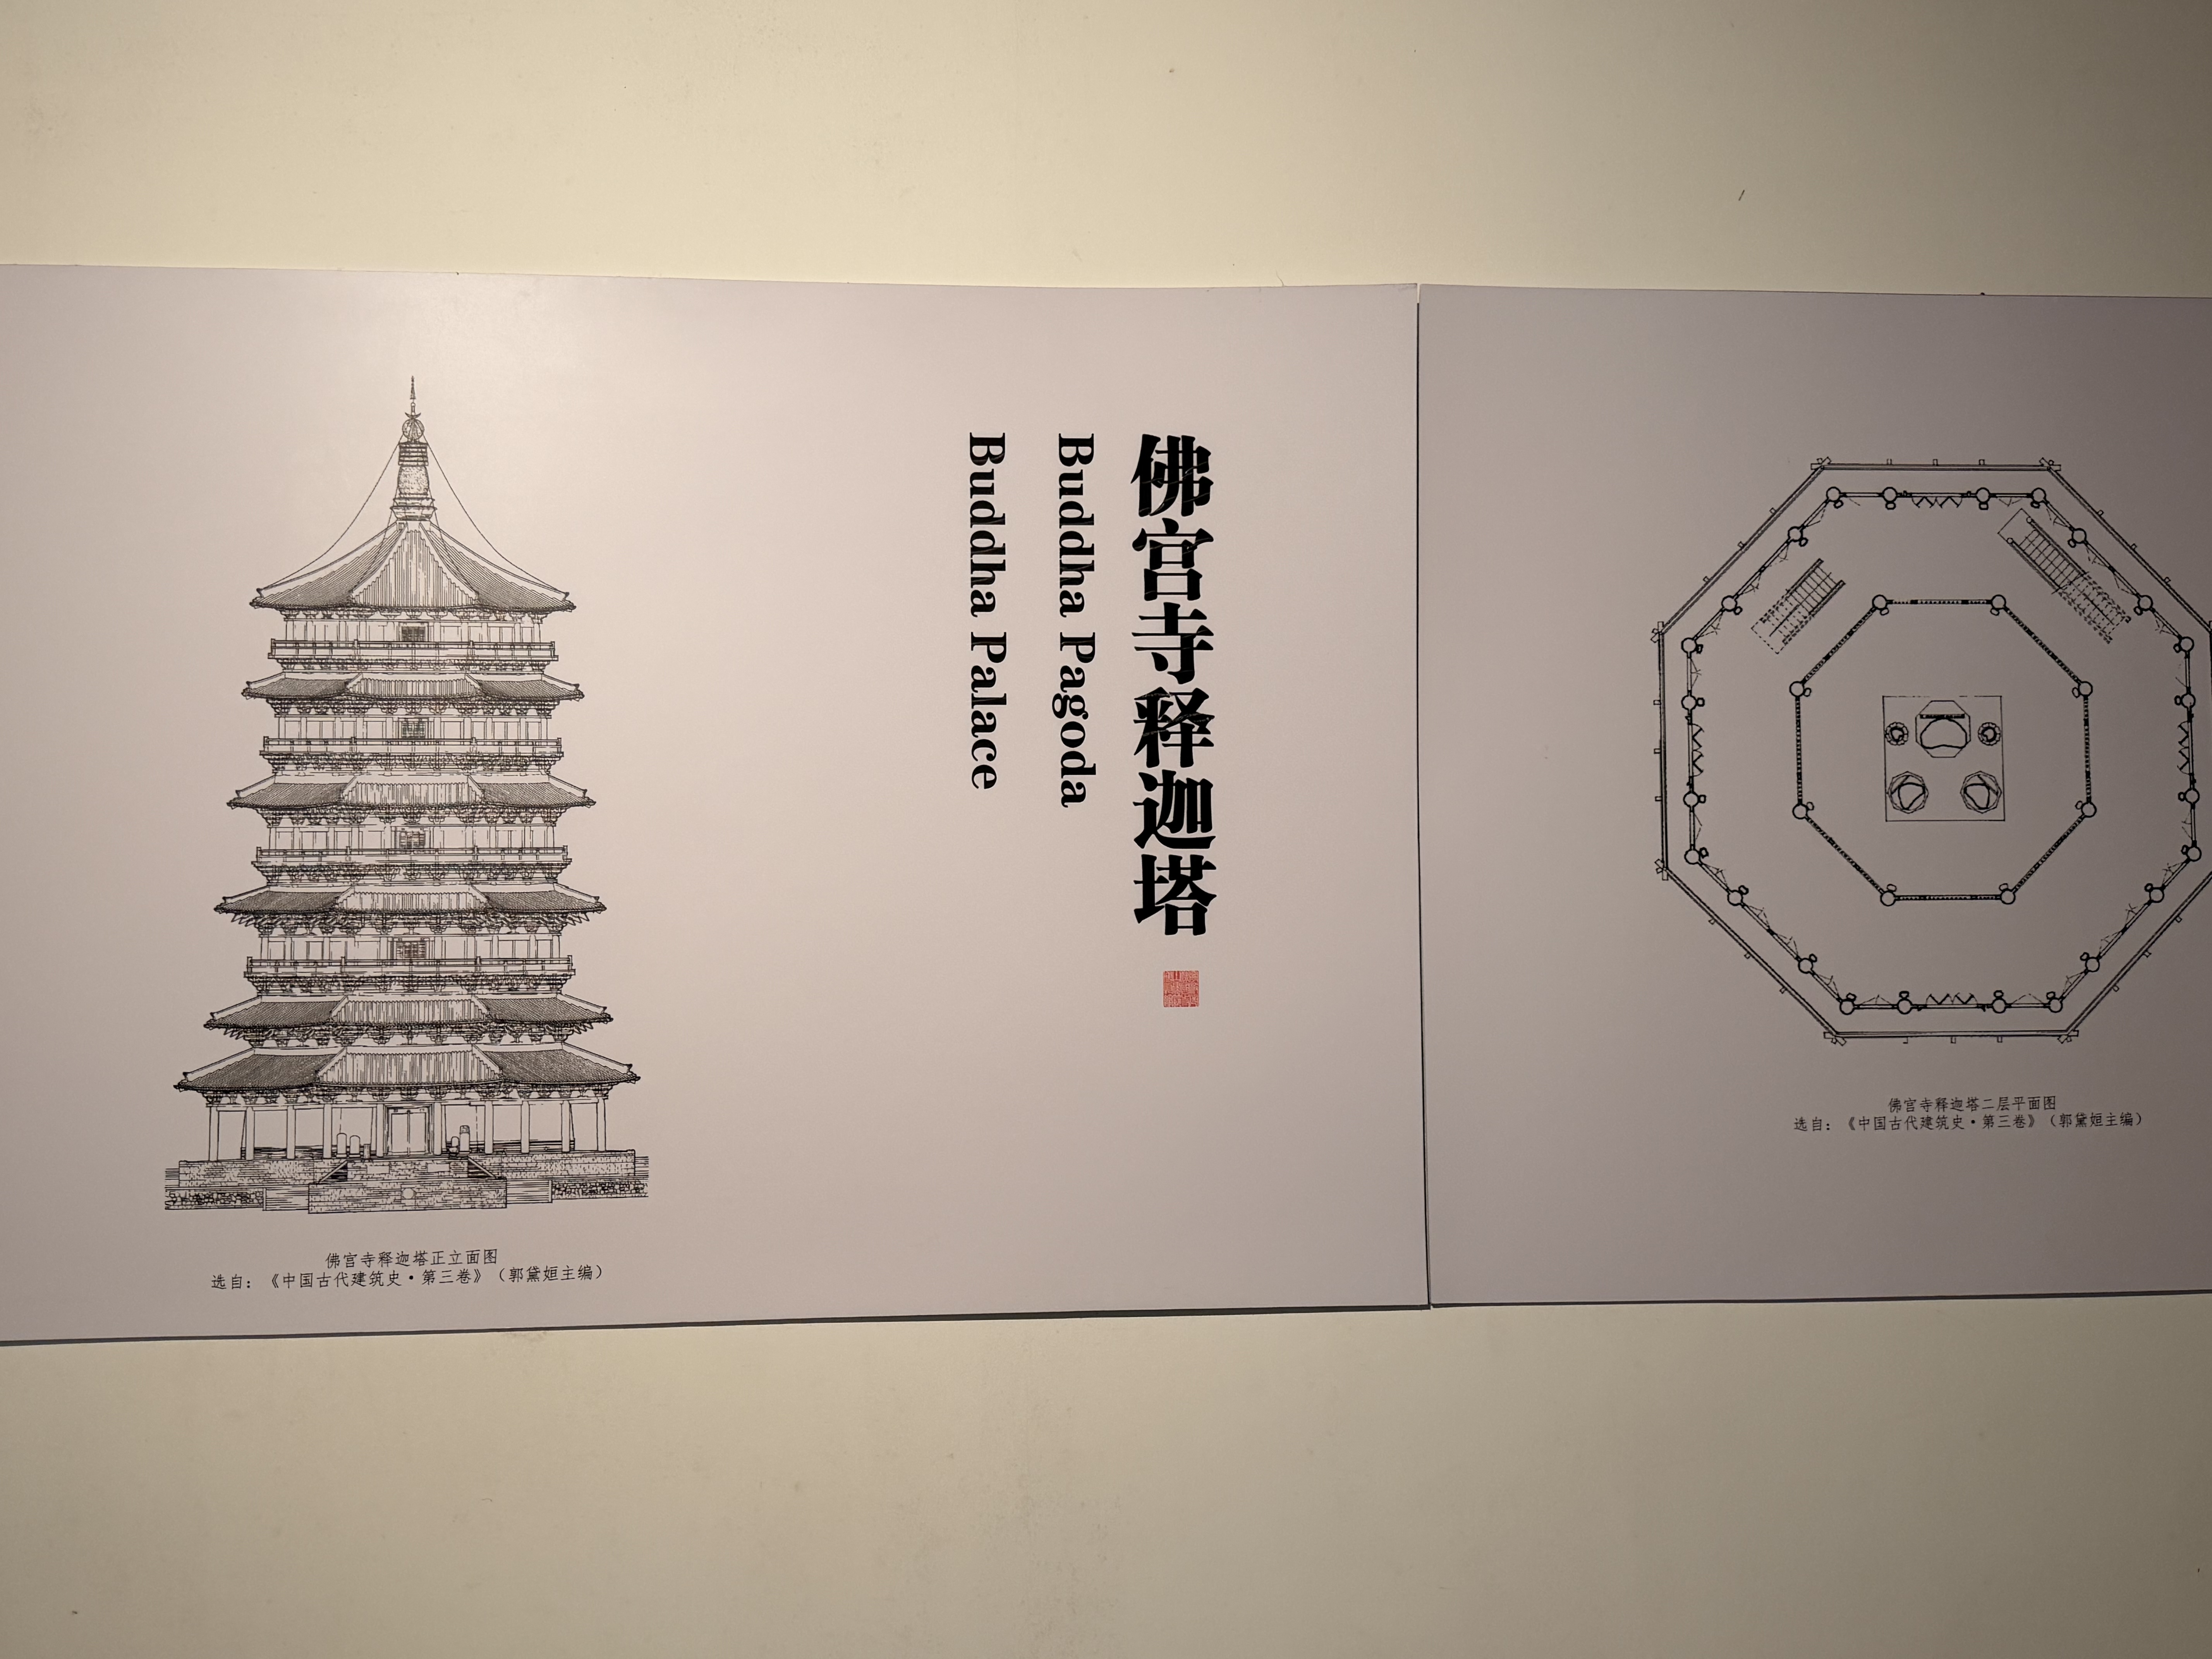 佛宫寺释迦塔
Buddha Pagoda
Buddha Palace
佛宫寺释迦塔正立面图
选自：《中国古代建筑史·第三卷》（郭黛姮主编）
佛宫寺释迦塔二层平面图
选自：《中国古代建筑史·第三卷》（郭黛姮主编）